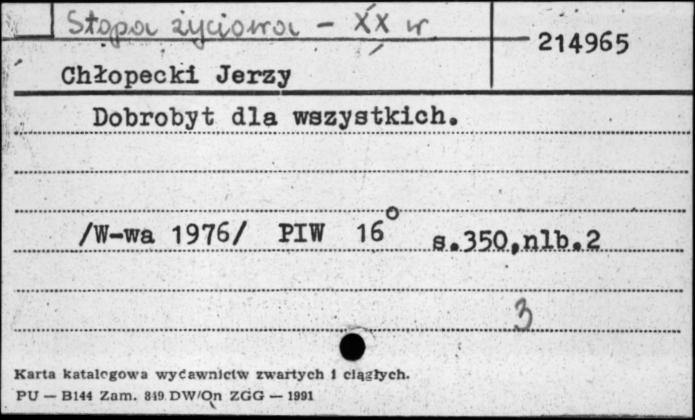 Stopa życiowa - XX w
214965
Chłopecki Jerzy
Dobrobyt dla wszystkich.
/W-wa 1976/ PIW 16° s.350,nlb.2
3
Karta katalogowa wydawnictw zwartych i ciągłych.
PU — B144 Zam. 849 DW/On ZGG — 1991